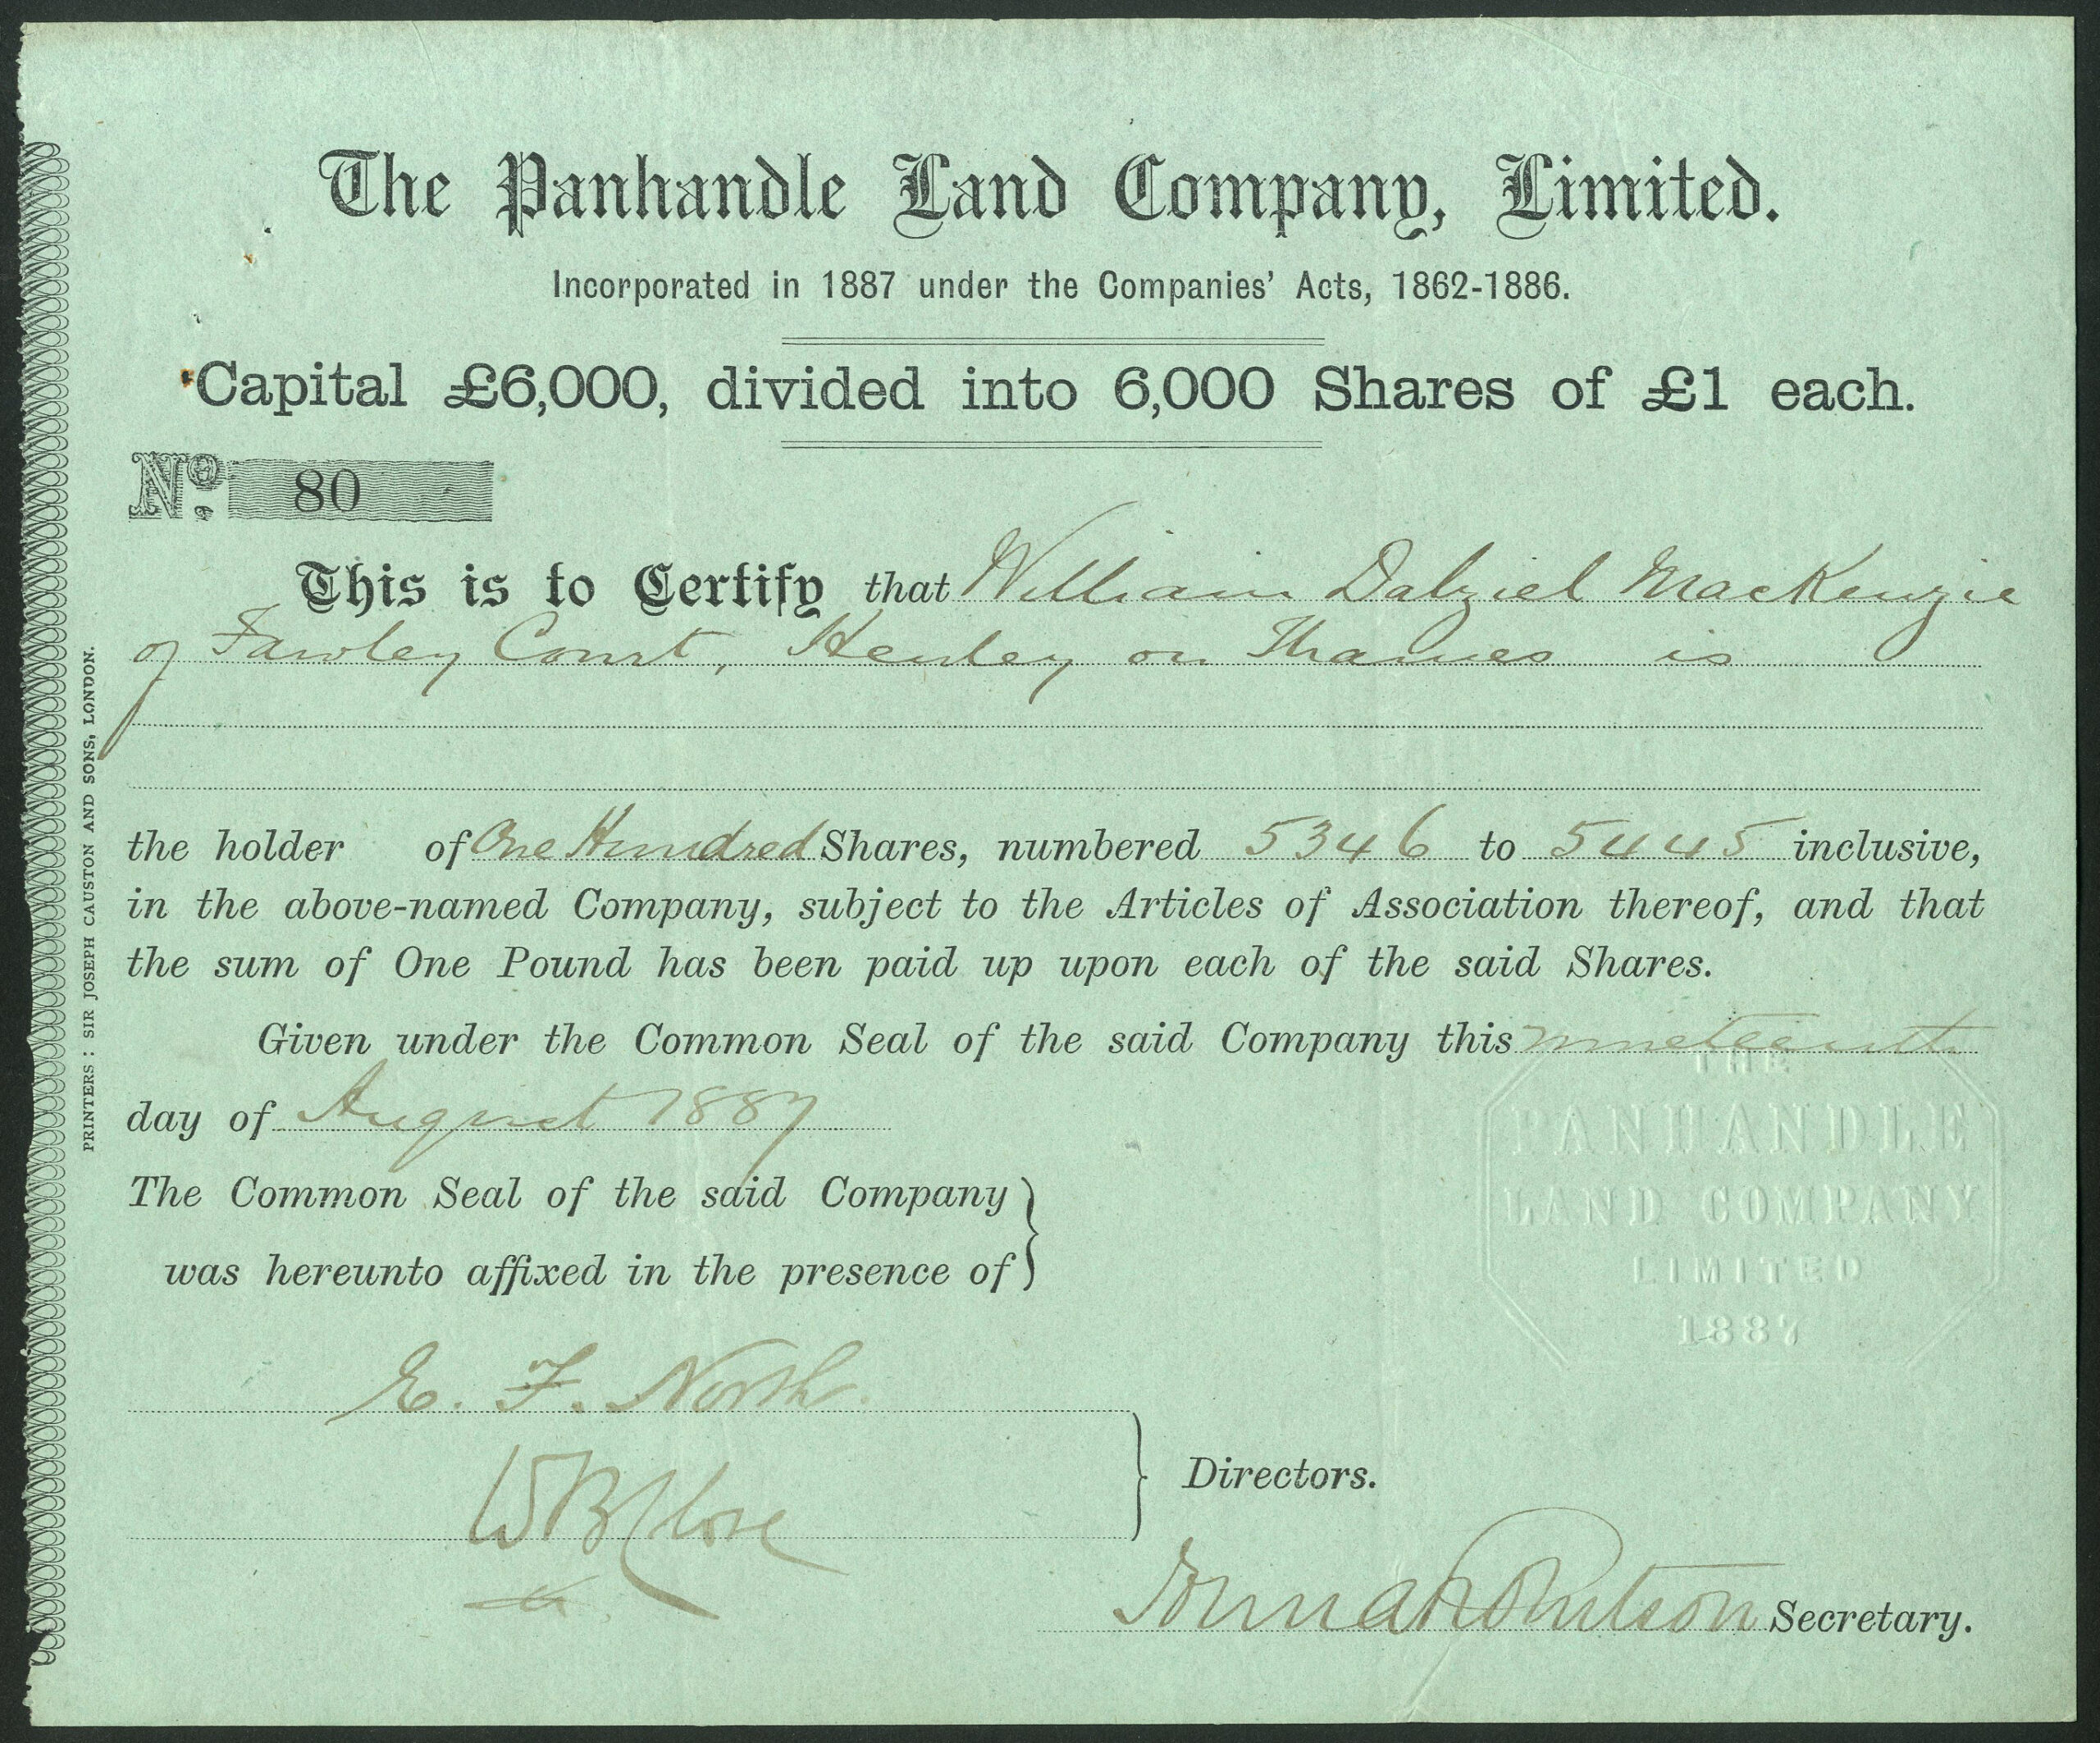 The Panhandle Land Company, Limited.
Incorporated in 1887 under the Companies' Acts, 1862-1886.
Capital £6,000, divided into 6,000 Shares of £1 each.
No. 80
This is to Certify that William Dalziel MacKenzie
of Fawley Court, Henley on Thames is
the holder of One Hundred Shares, numbered 5346 to 5445 inclusive,
in the above-named Company, subject to the Articles of Association thereof, and that
the sum of One Pound has been paid up upon each of the said Shares.
Given under the Common Seal of the said Company this nineteenth
day of August 1887
The Common Seal of the said Company
was hereunto affixed in the presence of
E. F. North.
W B Close
Directors.
Secretary.
THE
PANHANDLE
LAND COMPANY
LIMITED
1887
PRINTERS: SIR JOSEPH CAUSTON AND SONS, LONDON.